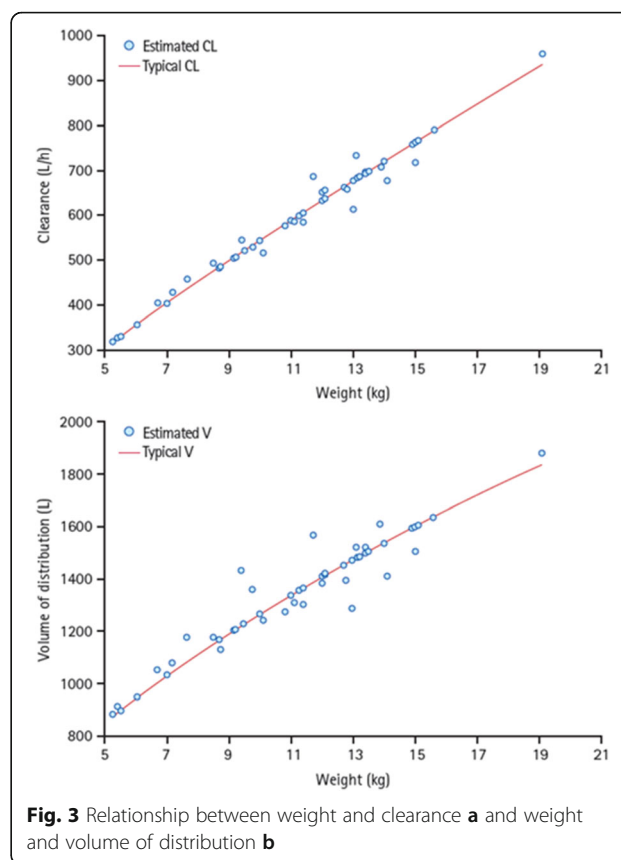 1000
900
800
700
600
500
400
300
Clearance (L/h)
Estimated CL
Typical CL
5 7 9 11 13 15 17 19 21
Weight (kg)
2000
1800
1600
1400
1200
1000
800
Volume of distribution (L)
Estimated V
Typical V
5 7 9 11 13 15 17 19 21
Weight (kg)
Fig. 3 Relationship between weight and clearance a and weight
and volume of distribution b